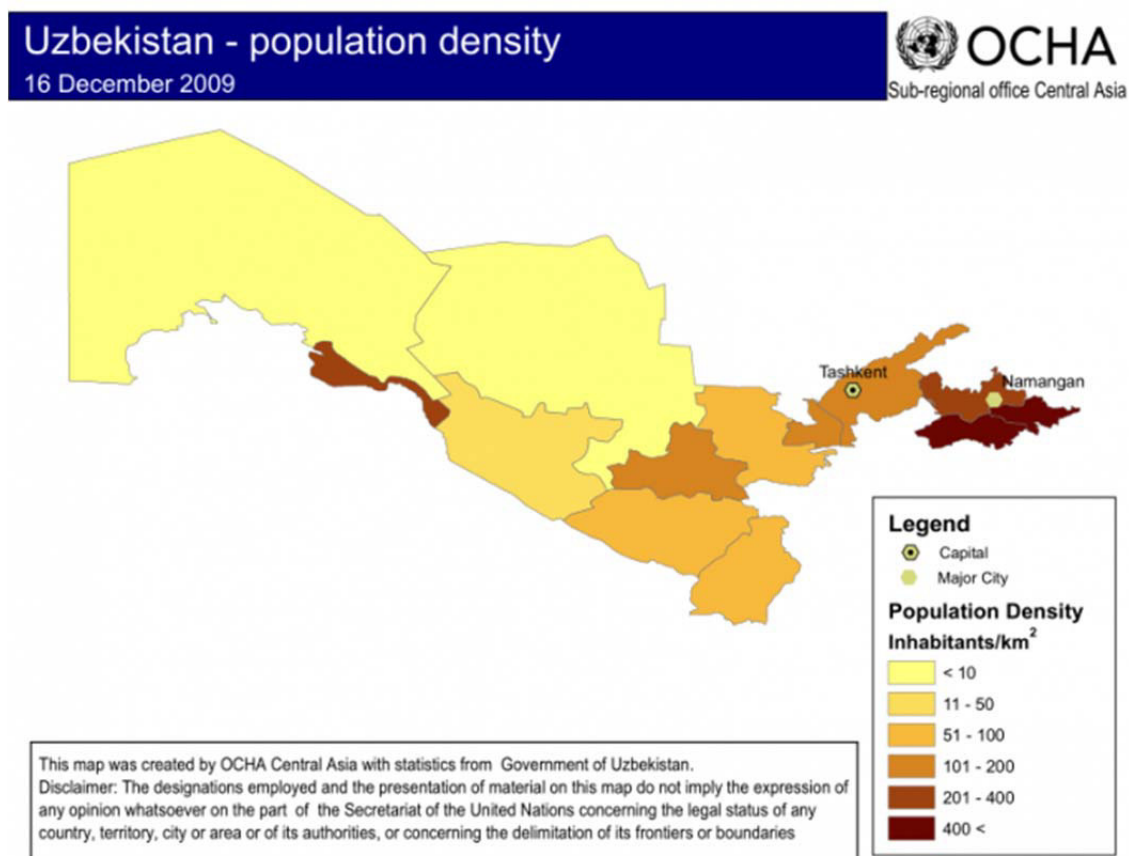 Uzbekistan - population density
16 December 2009
OCHA
Sub-regional office Central Asia
Tashkent
Namangan
Legend
Capital
Major City
Population Density
Inhabitants/km²
< 10
11 - 50
51 - 100
101 - 200
201 - 400
400 <
This map was created by OCHA Central Asia with statistics from Government of Uzbekistan.
Disclaimer: The designations employed and the presentation of material on this map do not imply the expression of
any opinion whatsoever on the part of the Secretariat of the United Nations concerning the legal status of any
country, territory, city or area or of its authorities, or concerning the delimitation of its frontiers or boundaries